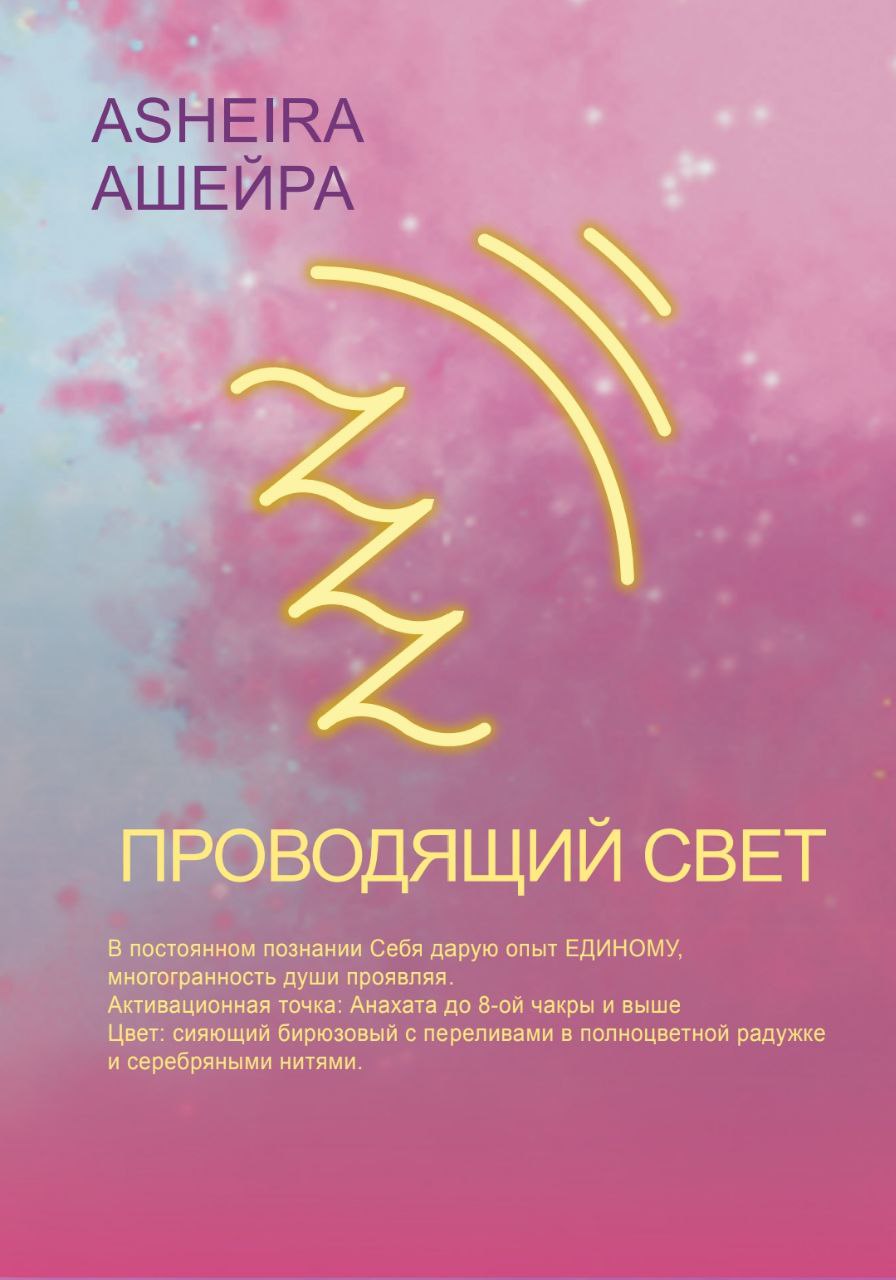 ASHEIRA
АШЕЙРА
ПРОВОДЯЩИЙ СВЕТ
В постоянном познании Себя дарую опыт ЕДИНОМУ,
многогранность души проявляя.
Активационная точка: Анахата до 8-ой чакры и выше
Цвет: сияющий бирюзовый с переливами в полноцветной радужке
и серебряными нитями.